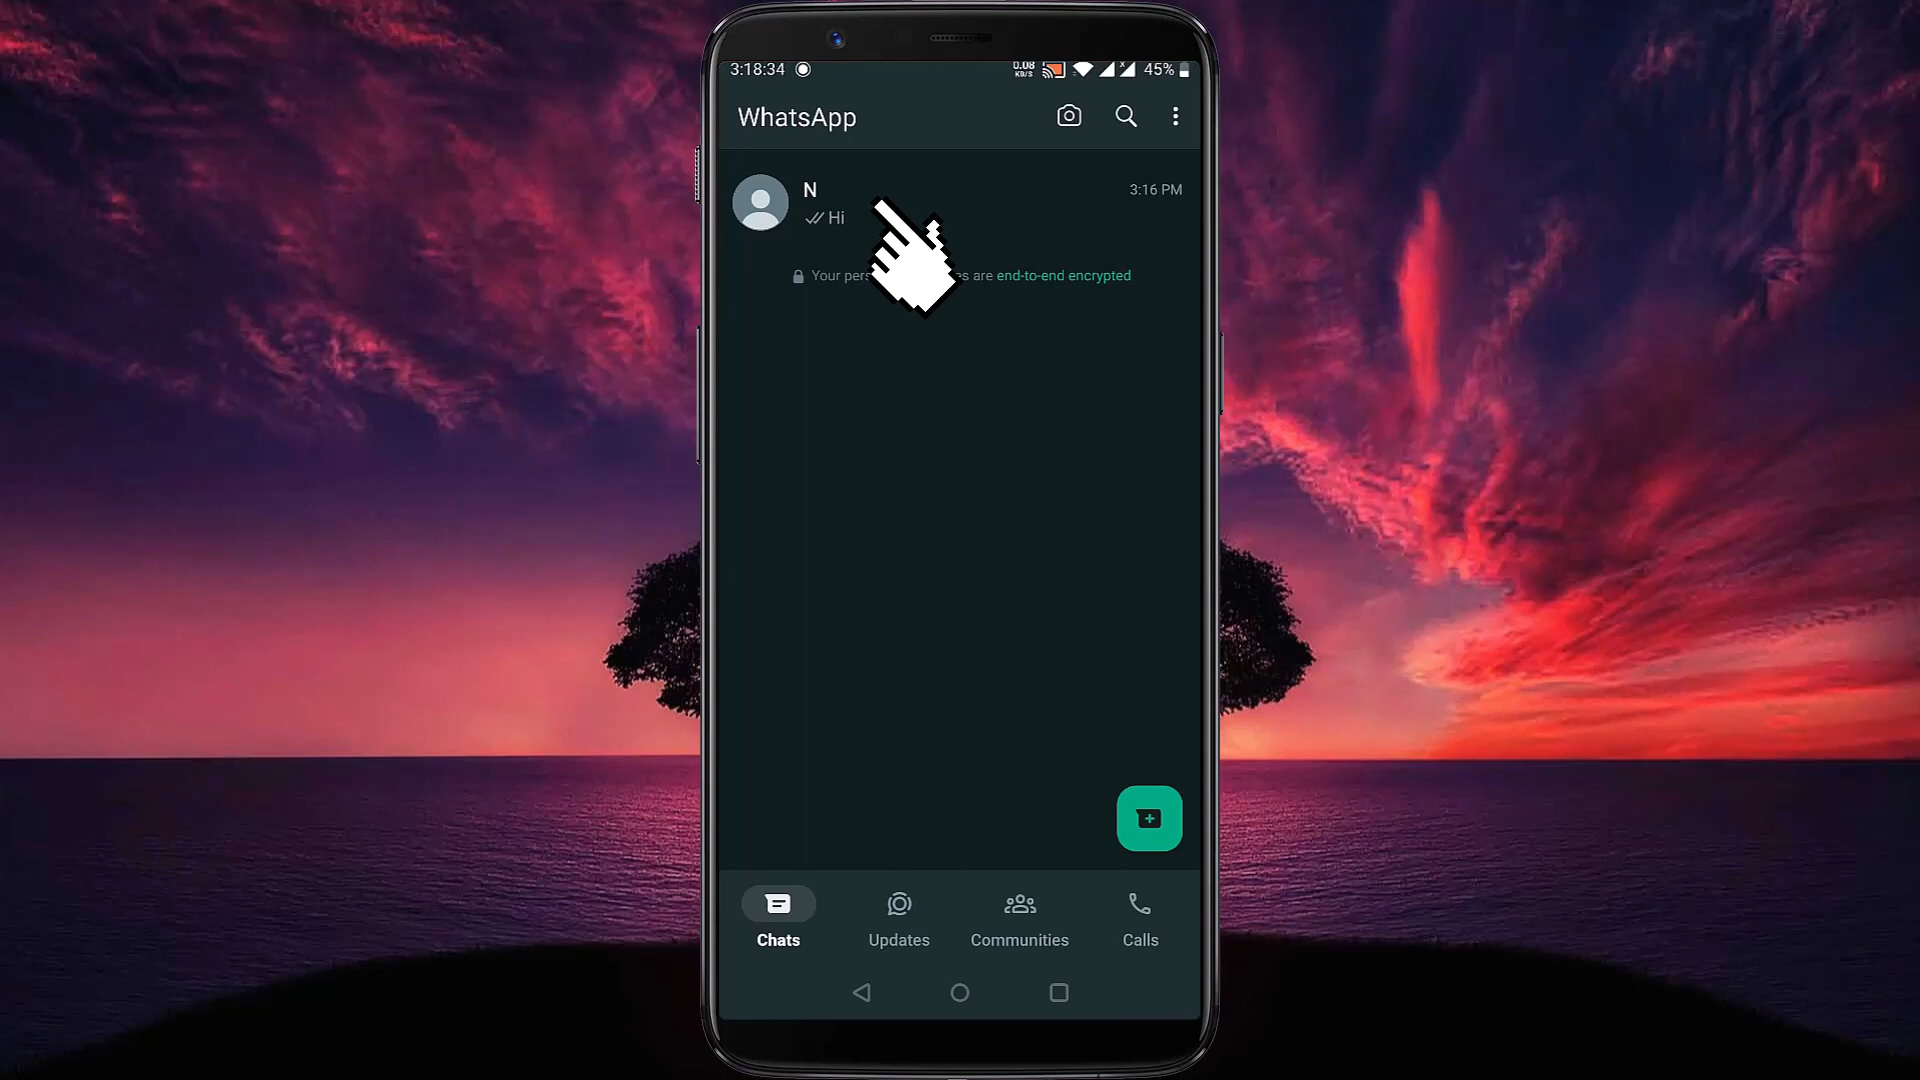 3:18:34 0.08 KB/S 45%
WhatsApp
N 3:16 PM
Hi
Your es are end-to-end encrypted
Chats Updates Communities Calls